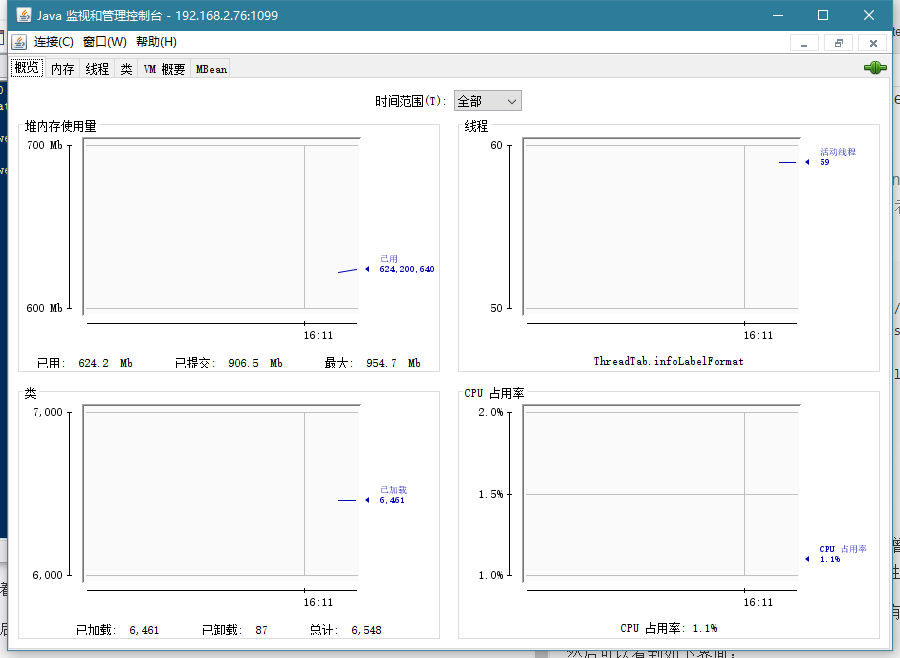 Java 监视和管理控制台 - 192.168.2.76:1099
连接(C) 窗口(W) 帮助(H)
概览 内存 线程 类 VM 概要 MBean
时间范围(T): 全部
堆内存使用量
700 Mb
已用
624,200,640
600 Mb
16:11
已用: 624.2 Mb 已提交: 906.5 Mb 最大: 954.7 Mb
线程
60
活动线程
59
50
16:11
ThreadTab.infoLabelFormat
类
7,000
已加载
6,461
6,000
16:11
已加载: 6,461 已卸载: 87 总计: 6,548
CPU 占用率
2.0%
1.5%
CPU 占用率
1.1%
1.0%
16:11
CPU 占用率: 1.1%